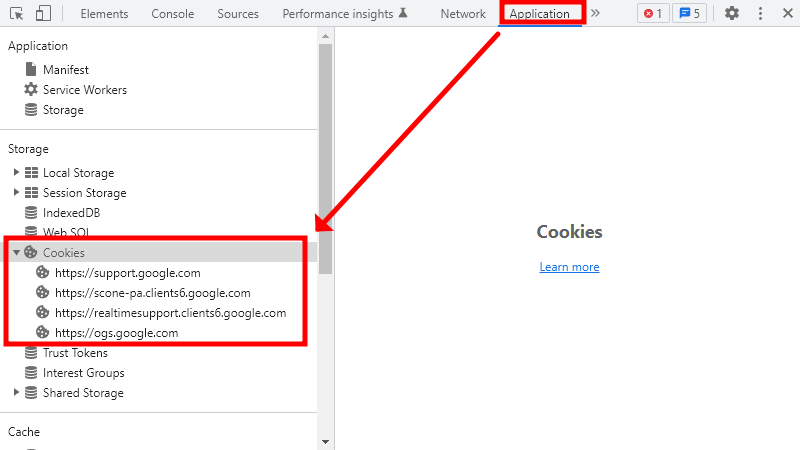 Elements Console Sources Performance insights Network Application » 1 5
Application
Manifest
Service Workers
Storage
Storage
Local Storage
Session Storage
IndexedDB
Web SQL
Cookies
https://support.google.com
https://scone-pa.clients6.google.com
https://realtimesupport.clients6.google.com
https://ogs.google.com
Trust Tokens
Interest Groups
Shared Storage
Cache
Cookies
Learn more